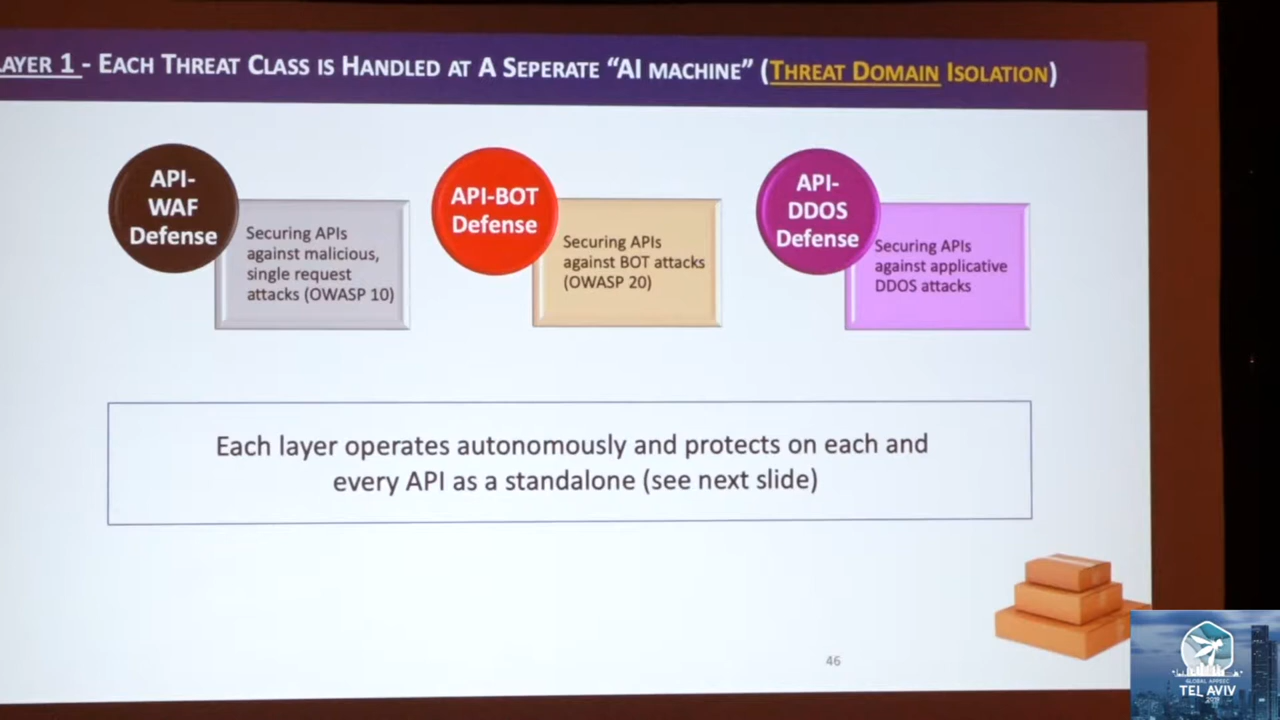 LAYER 1 - EACH THREAT CLASS IS HANDLED AT A SEPERATE “AI MACHINE” (THREAT DOMAIN ISOLATION)
API-
WAF
Defense
Securing APIs
against malicious,
single request
attacks (OWASP 10)
API-BOT
Defense
Securing APIs
against BOT attacks
(OWASP 20)
API-
DDOS
Defense
Securing APIs
against applicative
DDOS attacks
Each layer operates autonomously and protects on each and
every API as a standalone (see next slide)
46
GLOBAL APPSEC
TEL AVIV